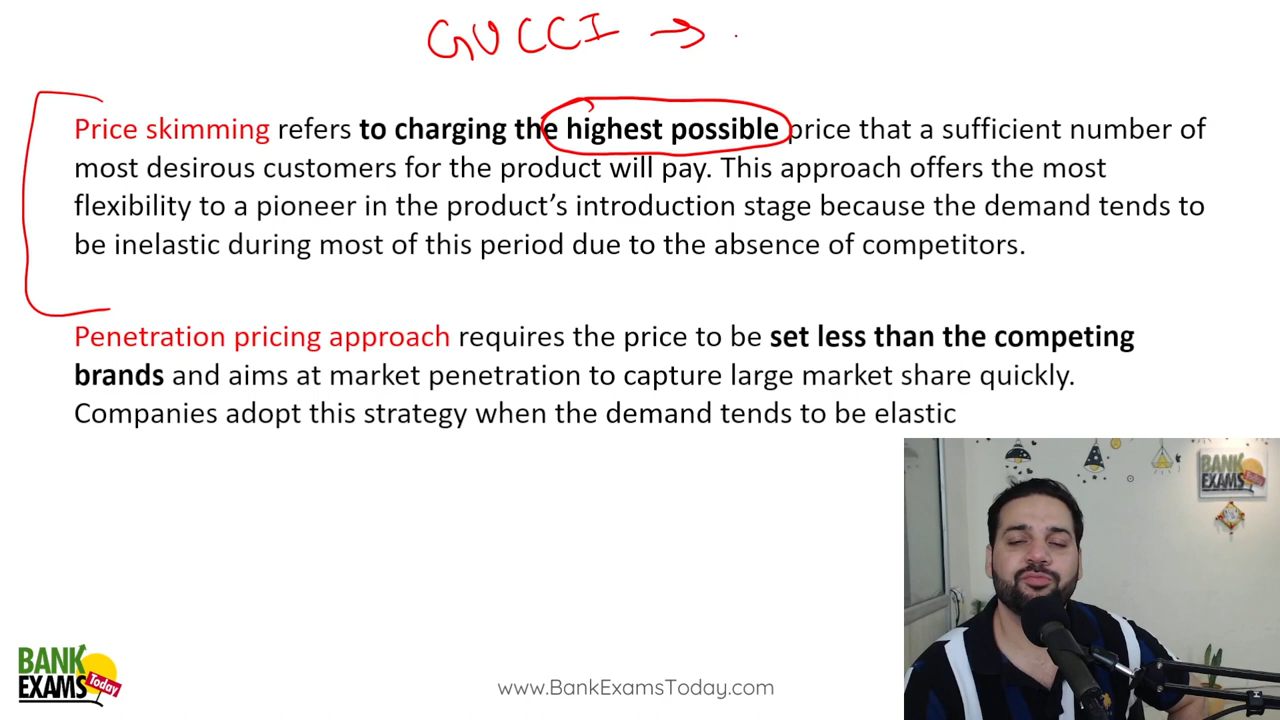 GUCCI →
Price skimming refers to charging the highest possible price that a sufficient number of
most desirous customers for the product will pay. This approach offers the most
flexibility to a pioneer in the product’s introduction stage because the demand tends to
be inelastic during most of this period due to the absence of competitors.
Penetration pricing approach requires the price to be set less than the competing
brands and aims at market penetration to capture large market share quickly.
Companies adopt this strategy when the demand tends to be elastic
BANK
EXAMS
Today
BANK
EXAMS
Today
www.BankExamsToday.com